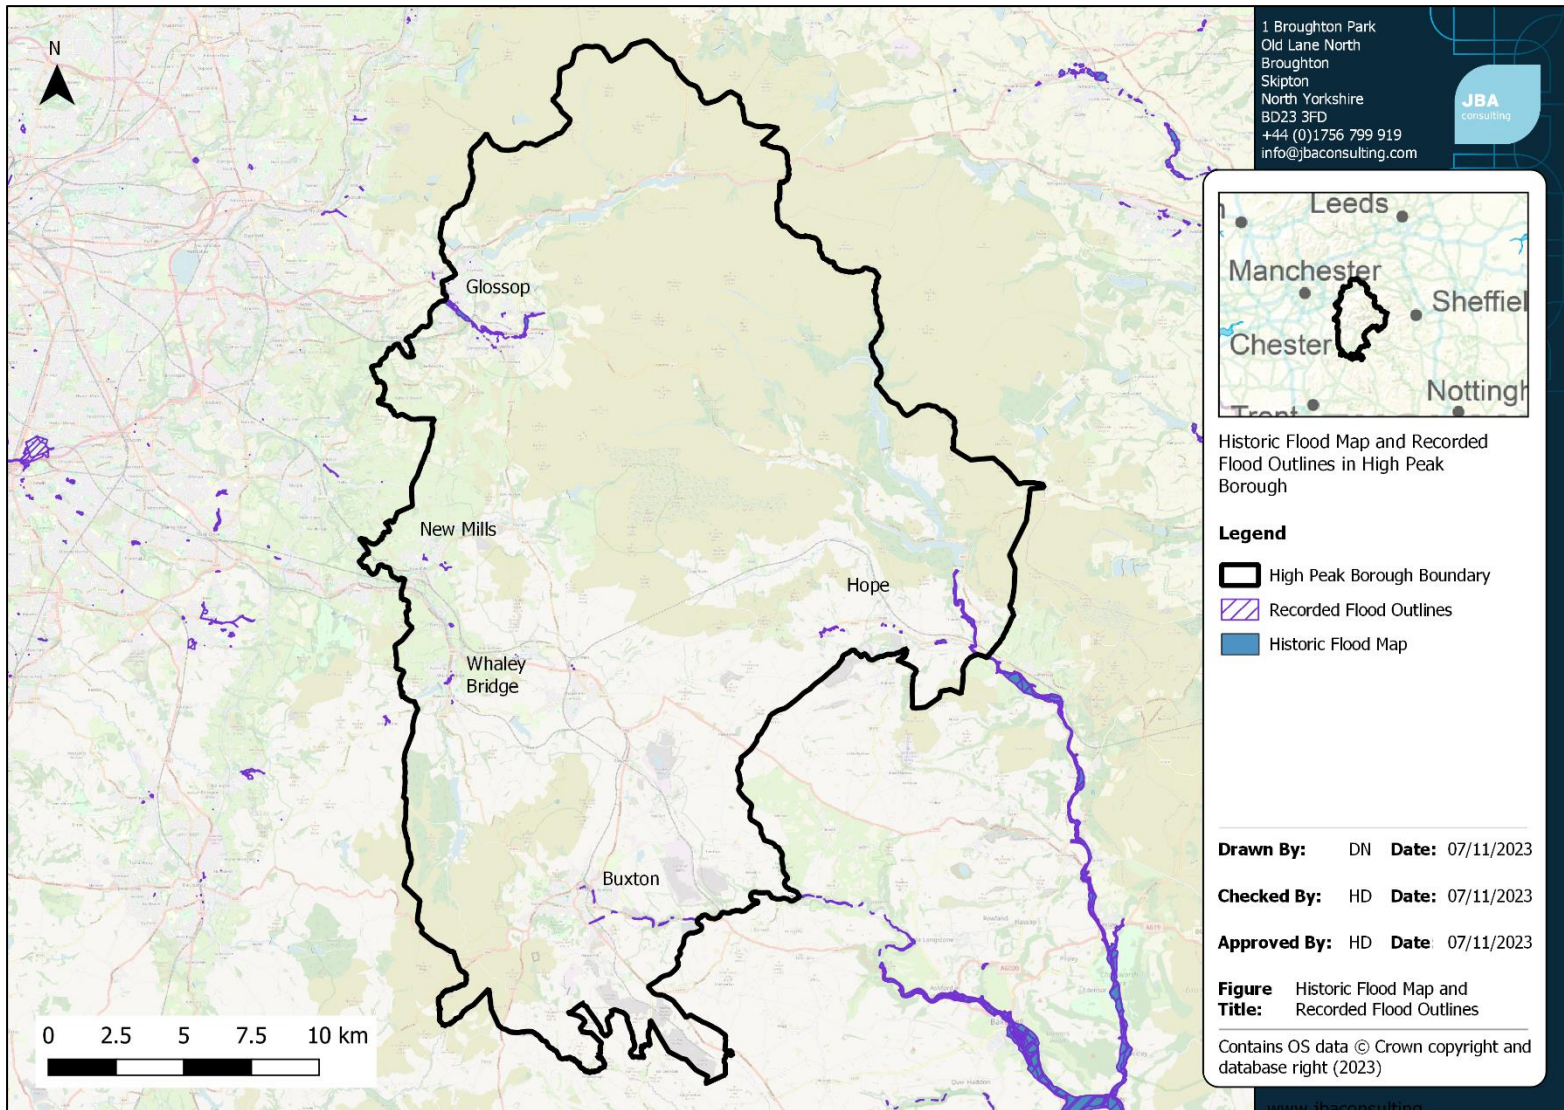 N
Glossop
New Mills
Hope
Whaley
Bridge
Buxton
0 2.5 5 7.5 10 km
1 Broughton Park
Old Lane North
Broughton
Skipton
North Yorkshire
BD23 3FD
+44 (0)1756 799 919
info@jbaconsulting.com
JBA
consulting
Leeds
Manchester
Sheffiel
Chester
Nottingh
Trent
Historic Flood Map and Recorded
Flood Outlines in High Peak
Borough
Legend
High Peak Borough Boundary
Recorded Flood Outlines
Historic Flood Map
Drawn By: DN Date: 07/11/2023
Checked By: HD Date: 07/11/2023
Approved By: HD Date: 07/11/2023
Figure Historic Flood Map and
Title: Recorded Flood Outlines
Contains OS data © Crown copyright and
database right (2023)
www.jbaconsulting